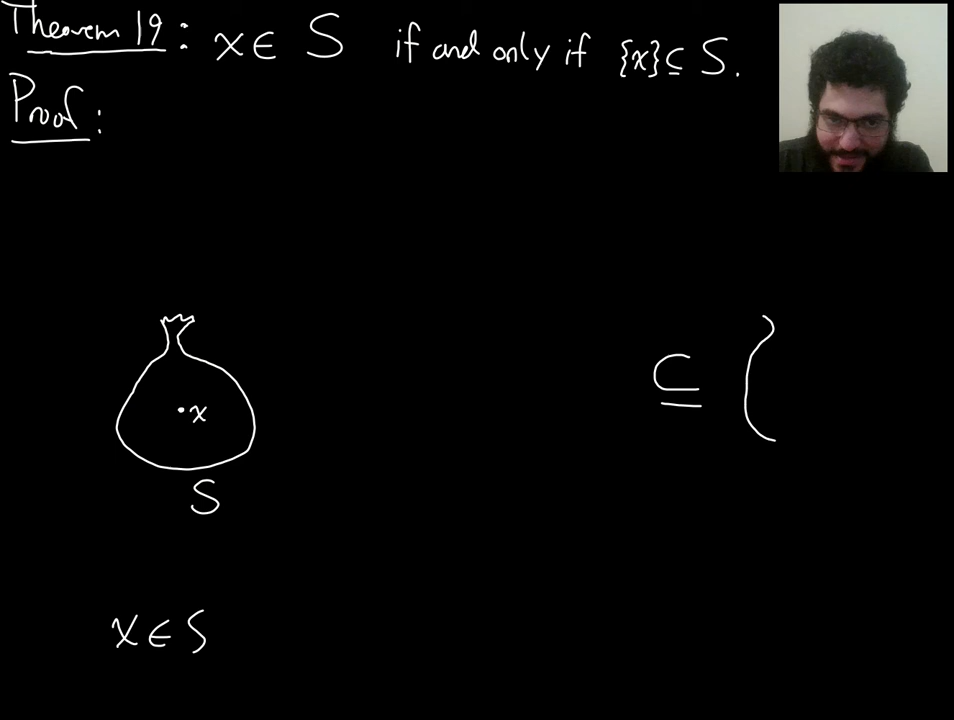 Theorem 19: x ∈ S if and only if {x} ⊆ S.
Proof:
• x
⊆ (
S
x ∈ S